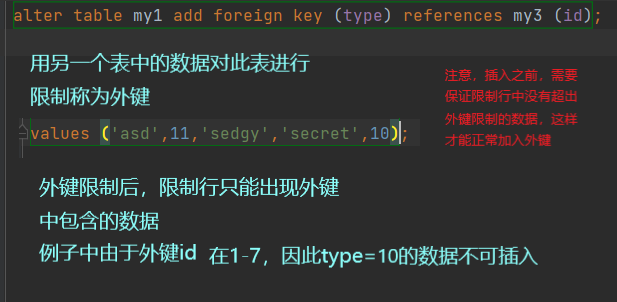 alter table my1 add foreign key (type) references my3 (id);
用另一个表中的数据对此表进行
限制称为外键
注意，插入之前，需要
保证限制行中没有超出
外键限制的数据，这样
才能正常加入外键
values ('asd',11,'sedgy','secret',10);
外键限制后，限制行只能出现外键
中包含的数据
例子中由于外键id 在1-7，因此type=10的数据不可插入